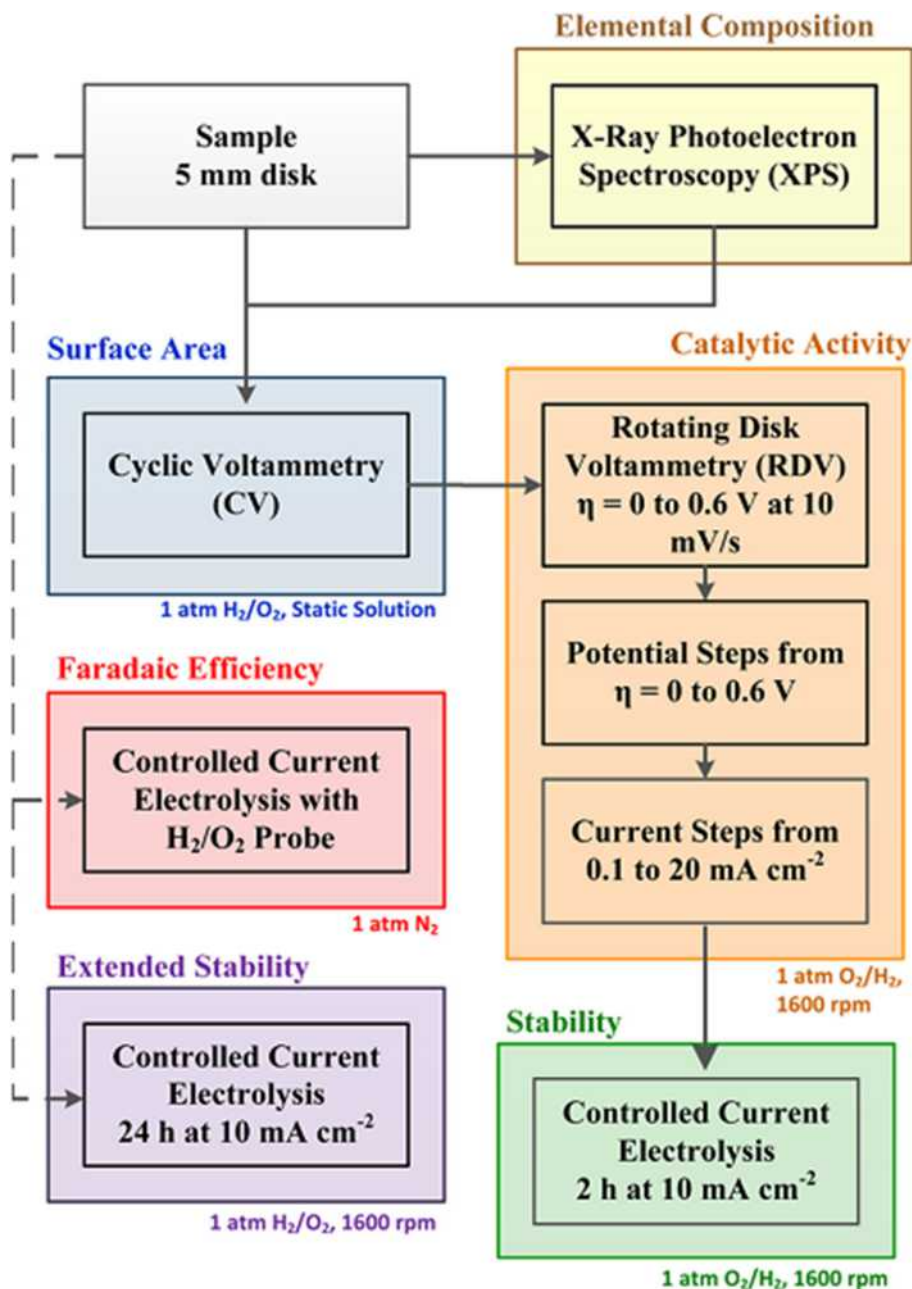 Elemental Composition
Sample
5 mm disk
X-Ray Photoelectron
Spectroscopy (XPS)
Surface Area
Cyclic Voltammetry
(CV)
1 atm H₂/O₂, Static Solution
Catalytic Activity
Rotating Disk
Voltammetry (RDV)
η = 0 to 0.6 V at 10
mV/s
Potential Steps from
η = 0 to 0.6 V
Current Steps from
0.1 to 20 mA cm⁻²
1 atm O₂/H₂,
1600 rpm
Faradaic Efficiency
Controlled Current
Electrolysis with
H₂/O₂ Probe
1 atm N₂
Extended Stability
Controlled Current
Electrolysis
24 h at 10 mA cm⁻²
1 atm H₂/O₂, 1600 rpm
Stability
Controlled Current
Electrolysis
2 h at 10 mA cm⁻²
1 atm O₂/H₂, 1600 rpm